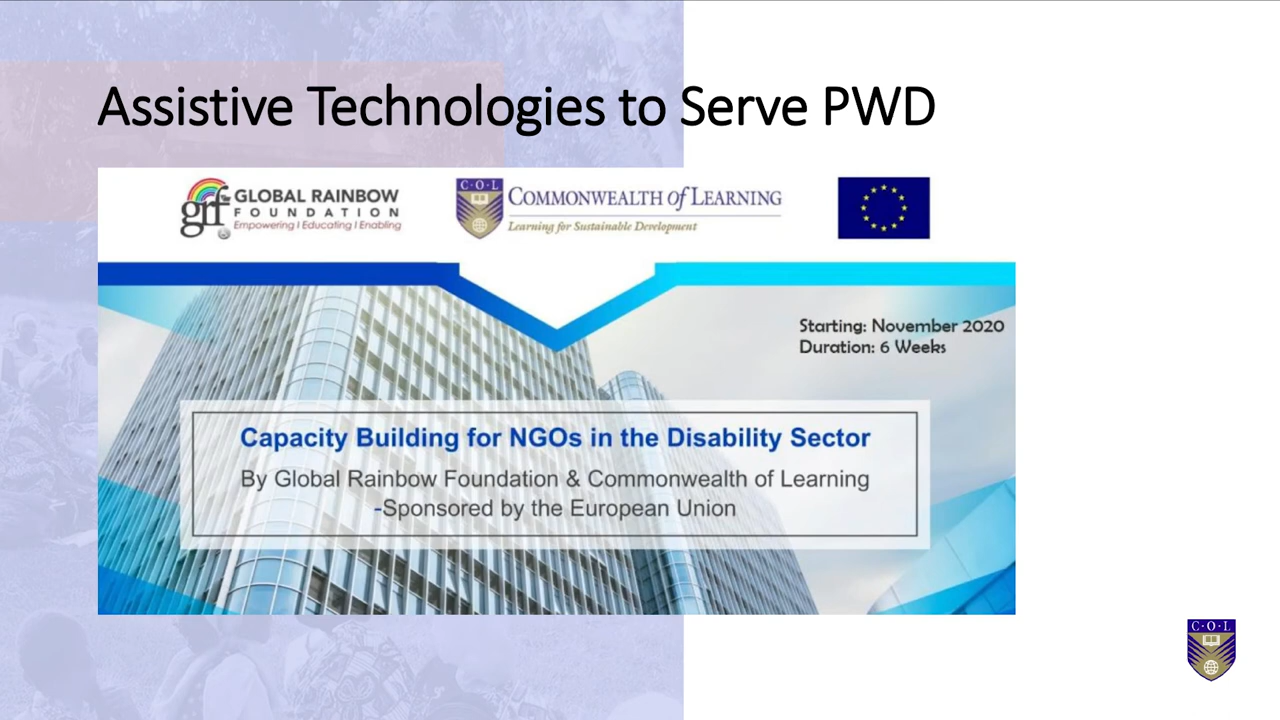 Assistive Technologies to Serve PWD
grf
GLOBAL RAINBOW
FOUNDATION
Empowering I Educating I Enabling
C·O·L
COMMONWEALTH of LEARNING
Learning for Sustainable Development
Starting: November 2020
Duration: 6 Weeks
Capacity Building for NGOs in the Disability Sector
By Global Rainbow Foundation & Commonwealth of Learning
-Sponsored by the European Union
C·O·L